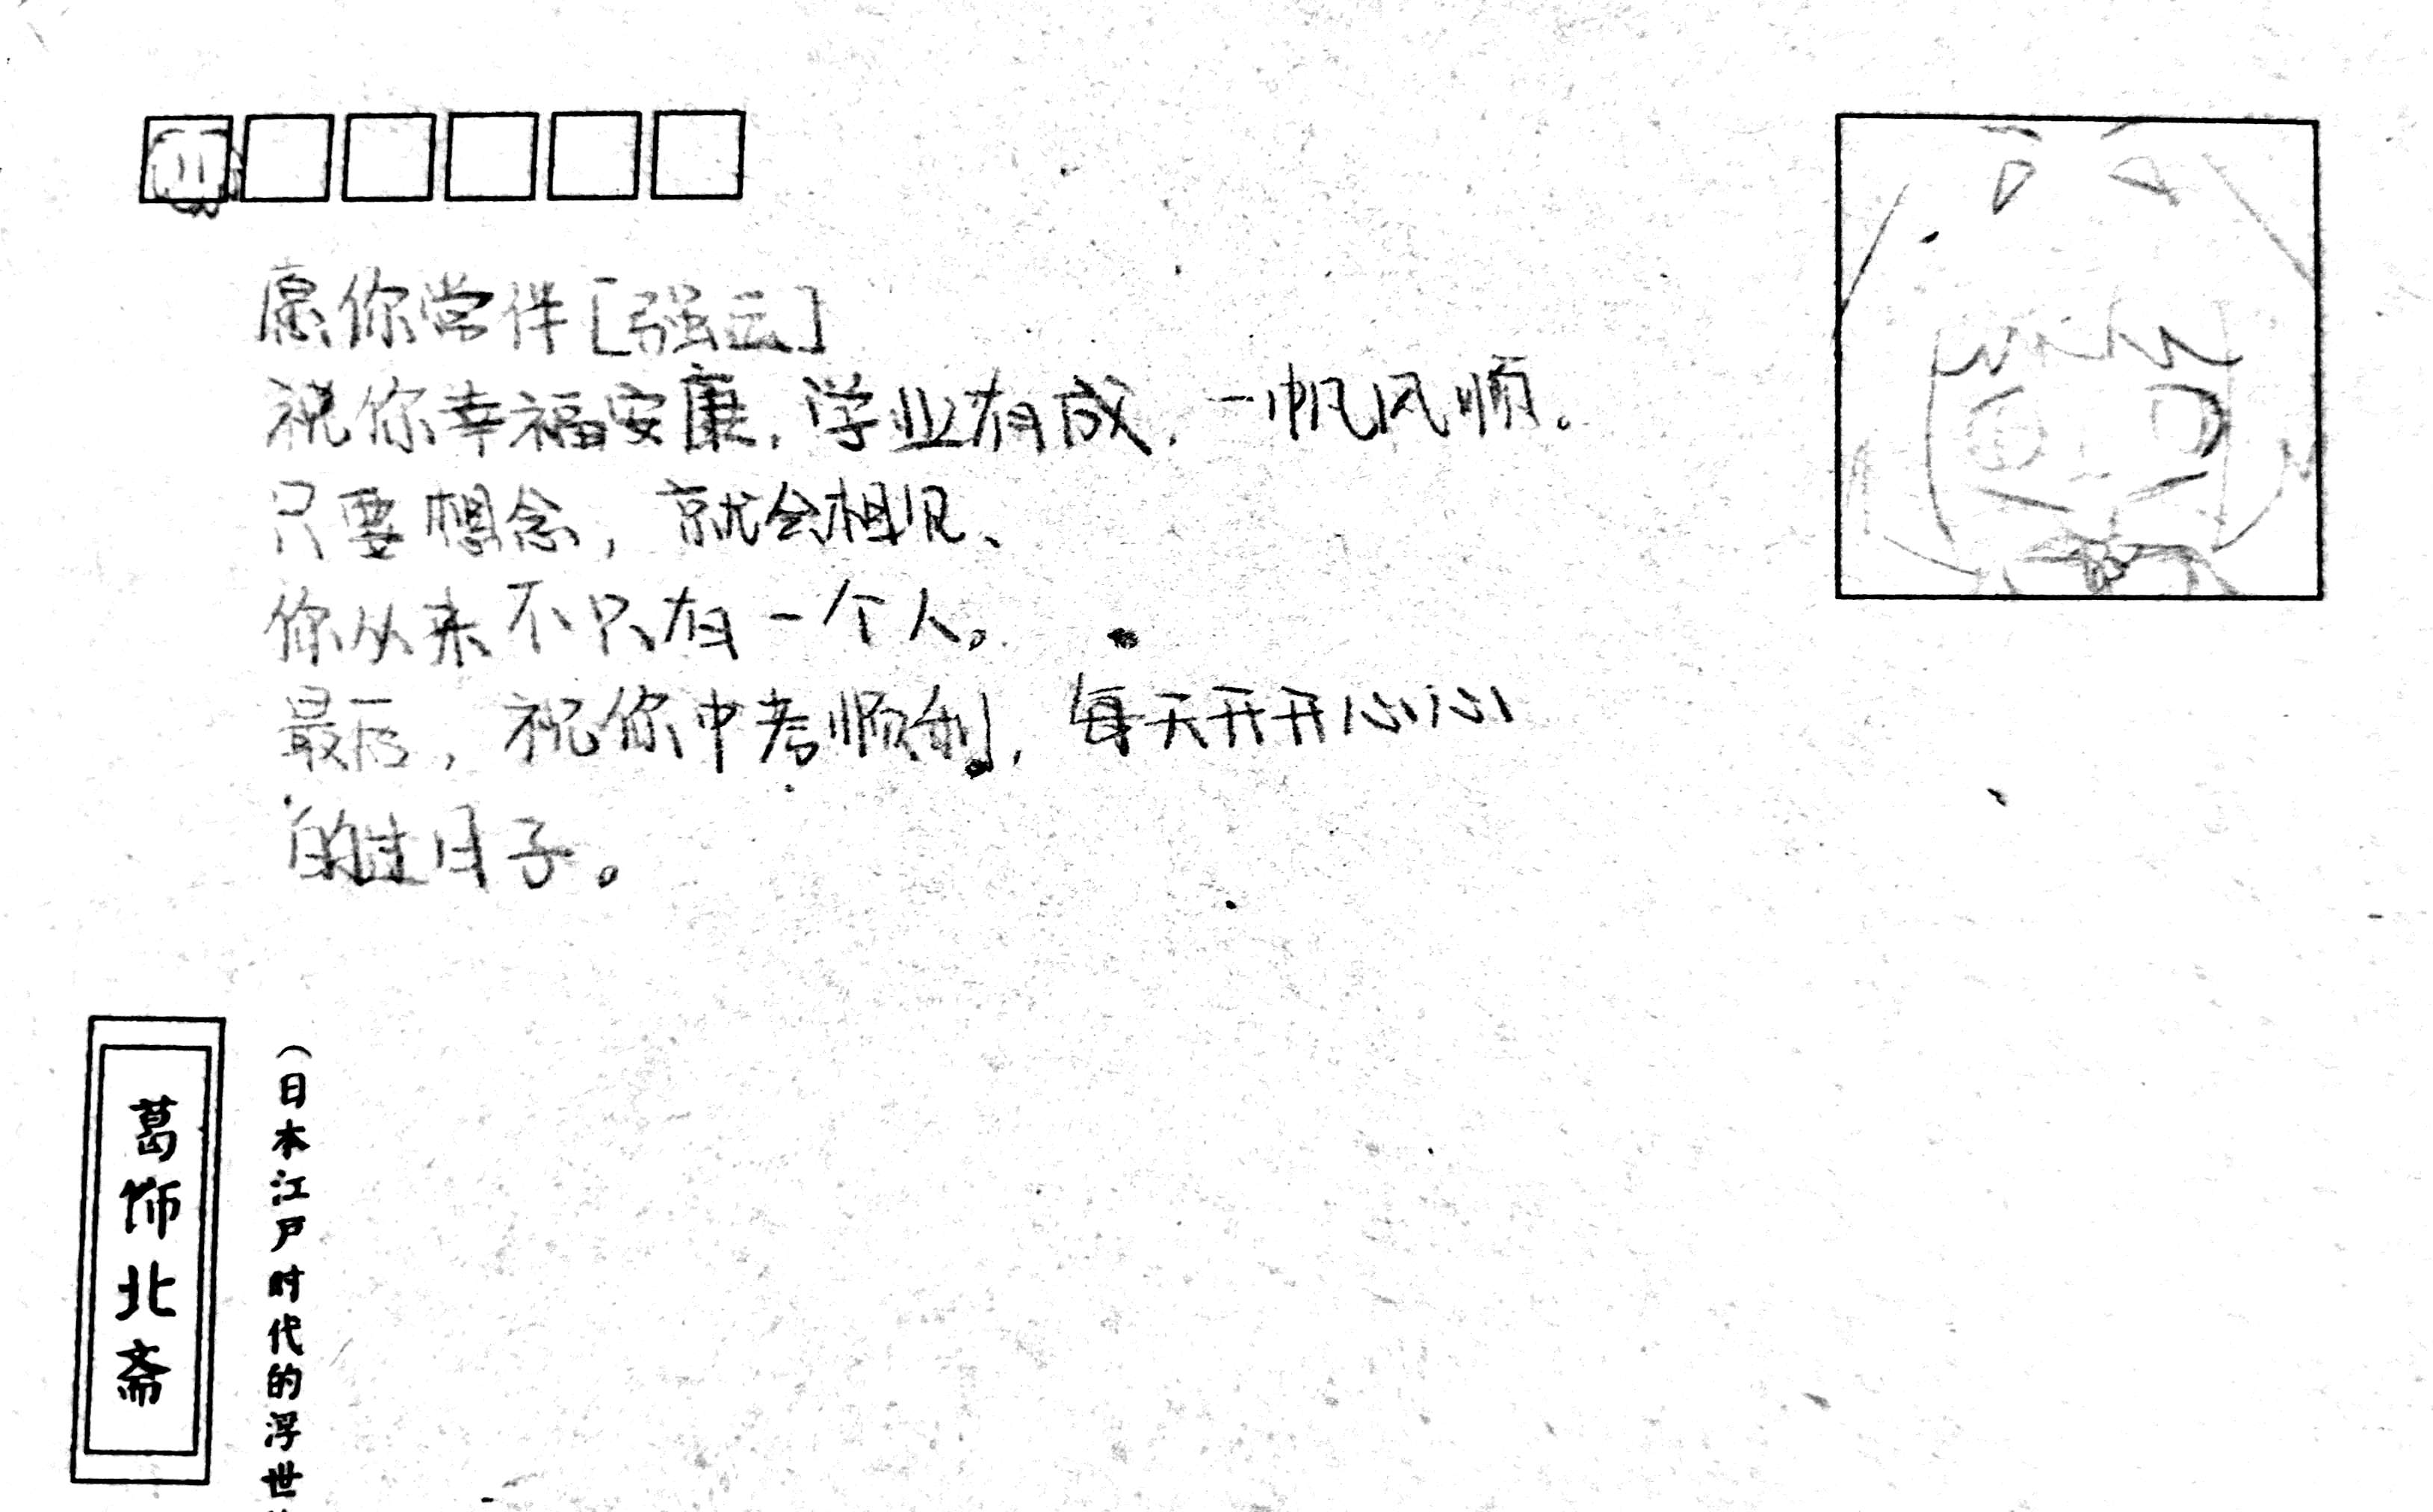 愿你常伴[强运]
祝你幸福安康，学业有成，一帆风顺。
只要想念，就会相见、
你从来不只有一个人。
最后，祝你中考顺利，每天开开心心
的过日子。
葛饰北斋
（日本江户时代的浮世